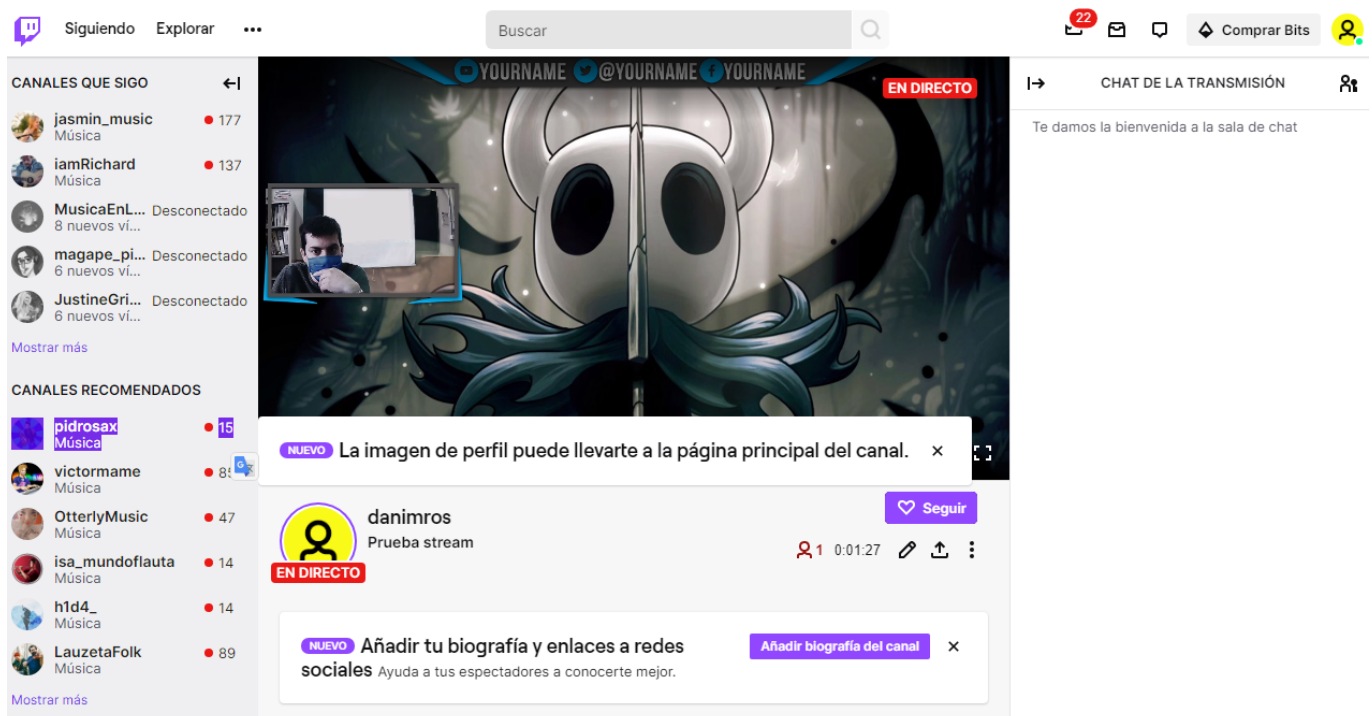 Siguiendo Explorar
Buscar
22
Comprar Bits
CANALES QUE SIGO
jasmin_music 177
Música
iamRichard 137
Música
MusicaEnL... Desconectado
8 nuevos ví...
magape_pi... Desconectado
6 nuevos ví...
JustineGri... Desconectado
6 nuevos ví...
Mostrar más
CANALES RECOMENDADOS
pidrosax 15
Música
victormame
Música
OtterlyMusic 47
Música
isa_mundoflauta 14
Música
h1d4_ 14
Música
LauzetaFolk 89
Música
Mostrar más
YOURNAME @YOURNAME YOURNAME
EN DIRECTO
NUEVO La imagen de perfil puede llevarte a la página principal del canal.
danimros
Seguir
Prueba stream
1 0:01:27
EN DIRECTO
NUEVO Añadir tu biografía y enlaces a redes
sociales Ayuda a tus espectadores a conocerte mejor.
Añadir biografía del canal
CHAT DE LA TRANSMISIÓN
Te damos la bienvenida a la sala de chat